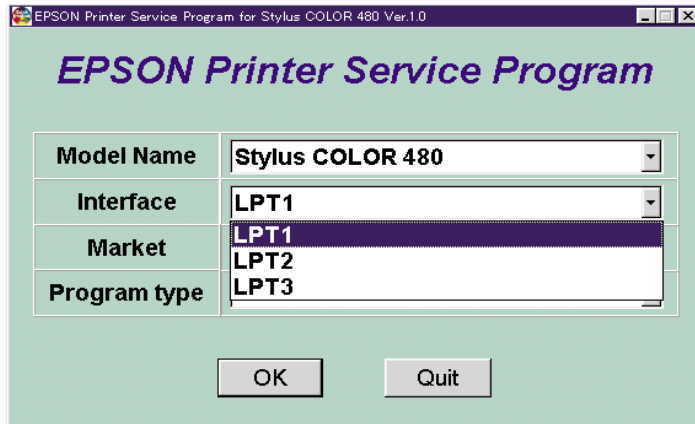 EPSON Printer Service Program for Stylus COLOR 480 Ver.1.0
EPSON Printer Service Program
Model Name Stylus COLOR 480
Interface LPT1
LPT1
Market
LPT2
Program type LPT3
OK Quit